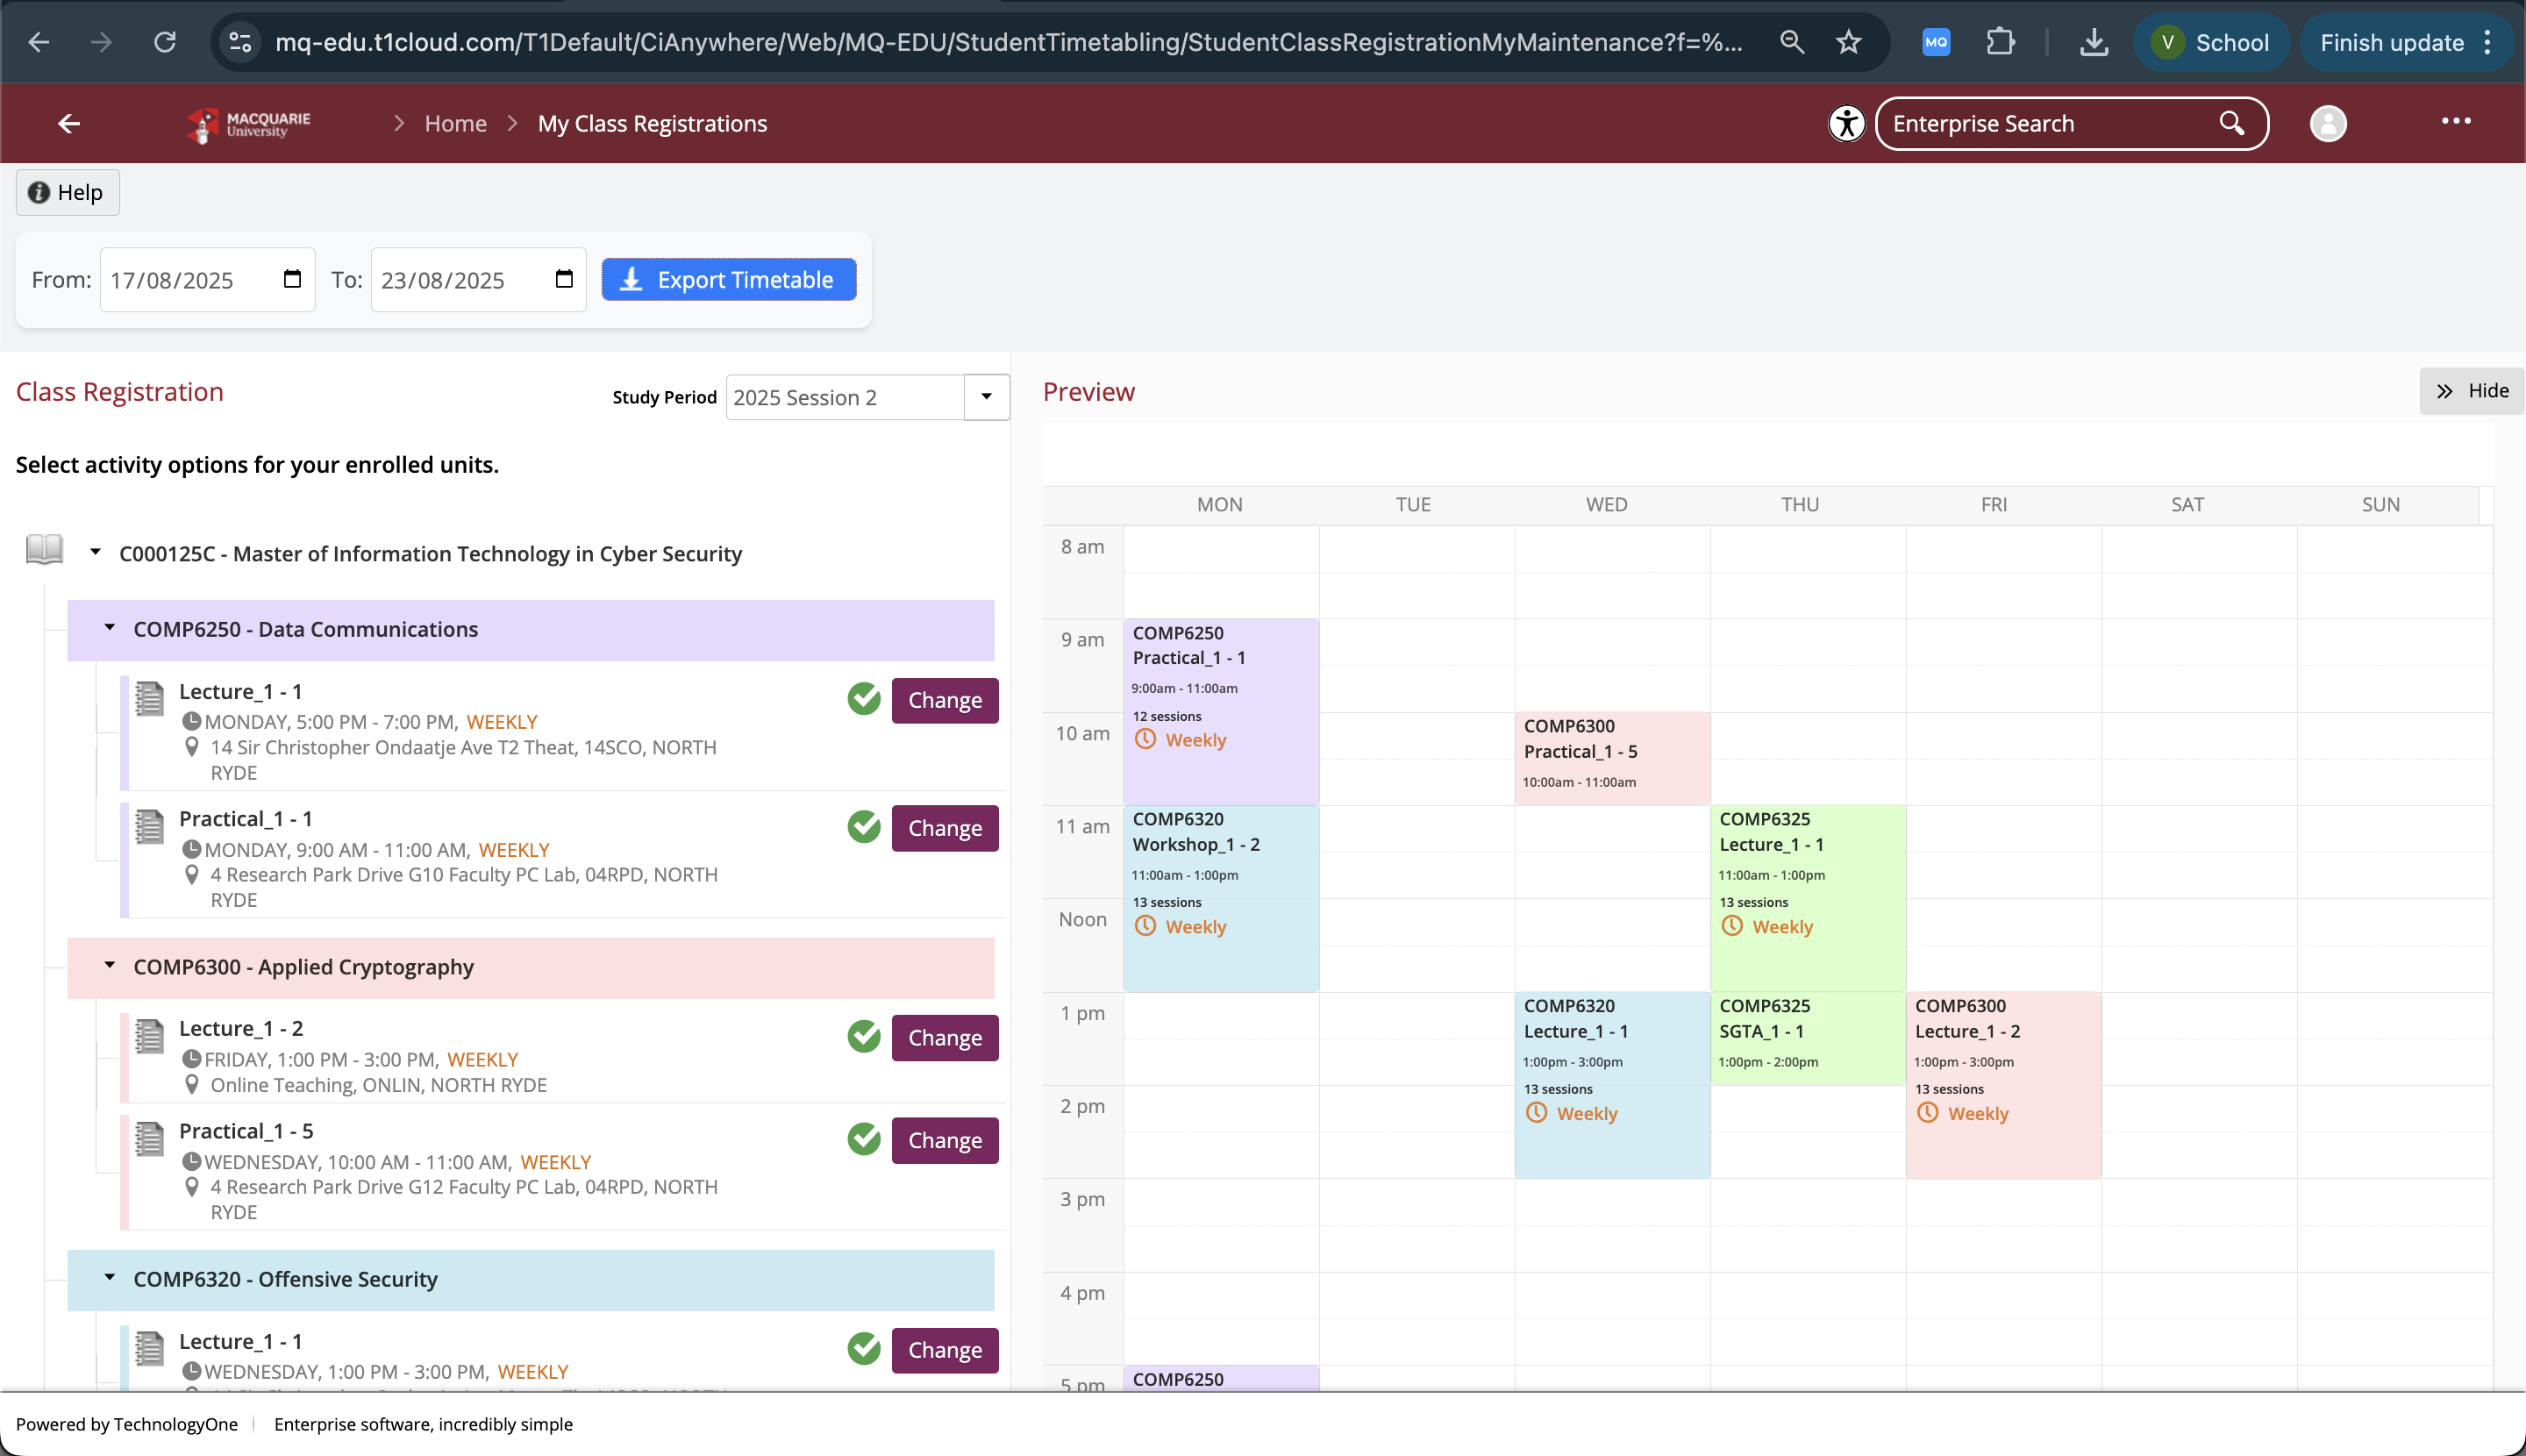 mq-edu.t1cloud.com/T1Default/CiAnywhere/Web/MQ-EDU/StudentTimetabling/StudentClassRegistrationMyMaintenance?f=%...
MQ
V School
Finish update
MACQUARIE
University
Home
My Class Registrations
Enterprise Search
Help
From: 17/08/2025 To: 23/08/2025 Export Timetable
Class Registration
Study Period 2025 Session 2
Select activity options for your enrolled units.
C000125C - Master of Information Technology in Cyber Security
COMP6250 - Data Communications
Lecture_1 - 1
Change
MONDAY, 5:00 PM - 7:00 PM, WEEKLY
14 Sir Christopher Ondaatje Ave T2 Theat, 14SCO, NORTH
RYDE
Practical_1 - 1
Change
MONDAY, 9:00 AM - 11:00 AM, WEEKLY
4 Research Park Drive G10 Faculty PC Lab, 04RPD, NORTH
RYDE
COMP6300 - Applied Cryptography
Lecture_1 - 2
Change
FRIDAY, 1:00 PM - 3:00 PM, WEEKLY
Online Teaching, ONLIN, NORTH RYDE
Practical_1 - 5
Change
WEDNESDAY, 10:00 AM - 11:00 AM, WEEKLY
4 Research Park Drive G12 Faculty PC Lab, 04RPD, NORTH
RYDE
COMP6320 - Offensive Security
Lecture_1 - 1
Change
WEDNESDAY, 1:00 PM - 3:00 PM, WEEKLY
Preview
Hide
MON TUE WED THU FRI SAT SUN
8 am
9 am
10 am
11 am
Noon
1 pm
2 pm
3 pm
4 pm
5 pm
COMP6250
Practical_1 - 1
9:00am - 11:00am
12 sessions
Weekly
COMP6320
Workshop_1 - 2
11:00am - 1:00pm
13 sessions
Weekly
COMP6250
COMP6300
Practical_1 - 5
10:00am - 11:00am
COMP6320
Lecture_1 - 1
1:00pm - 3:00pm
13 sessions
Weekly
COMP6325
Lecture_1 - 1
11:00am - 1:00pm
13 sessions
Weekly
COMP6325
SGTA_1 - 1
1:00pm - 2:00pm
COMP6300
Lecture_1 - 2
1:00pm - 3:00pm
13 sessions
Weekly
Powered by TechnologyOne
Enterprise software, incredibly simple